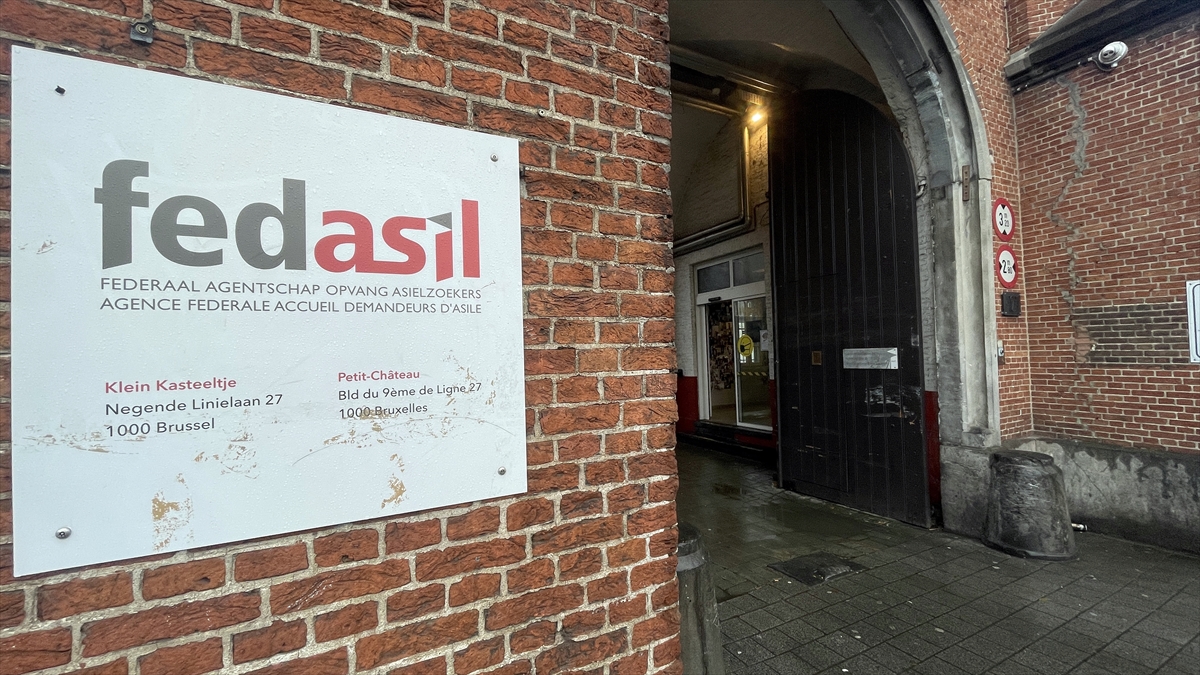 fedasil
FEDERAAL AGENTSCHAP OPVANG ASIELZOEKERS
AGENCE FEDERALE ACCUEIL DEMANDEURS D'ASILE
Klein Kasteeltje
Negende Linielaan 27
1000 Brussel
Petit-Château
Bld du 9ème de Ligne 27
1000 Bruxelles